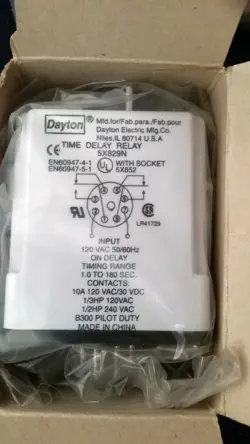 Dayton®
Mfd.for/Fab.para./Fab.pour
Dayton Electric Mfg.Co.
Niles,IL 60714 U.S.A
CE TIME DELAY RELAY
5X829N
EN60947-4-1
EN60947-5-1
UL
WITH SOCKET
5X852
LR41729
INPUT
120 VAC 50/60Hz
ON DELAY
TIMING RANGE
1.0 TO 180 SEC.
CONTACTS:
10A 120 VAC/30 VDC
1/3HP 120VAC
1/2HP 240 VAC
B300 PILOT DUTY
MADE IN CHINA